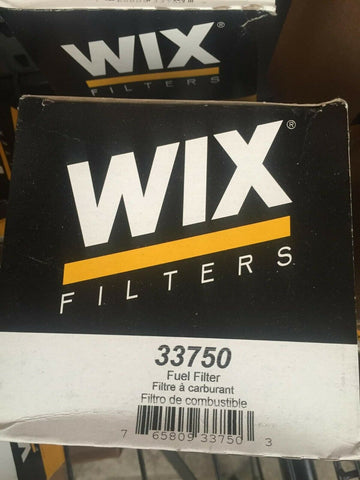 WIX®
FILTERS
WIX®
FILTERS
33750
Fuel Filter
Filtre à carburant
Filtro de combustible
7 65809 33750 3